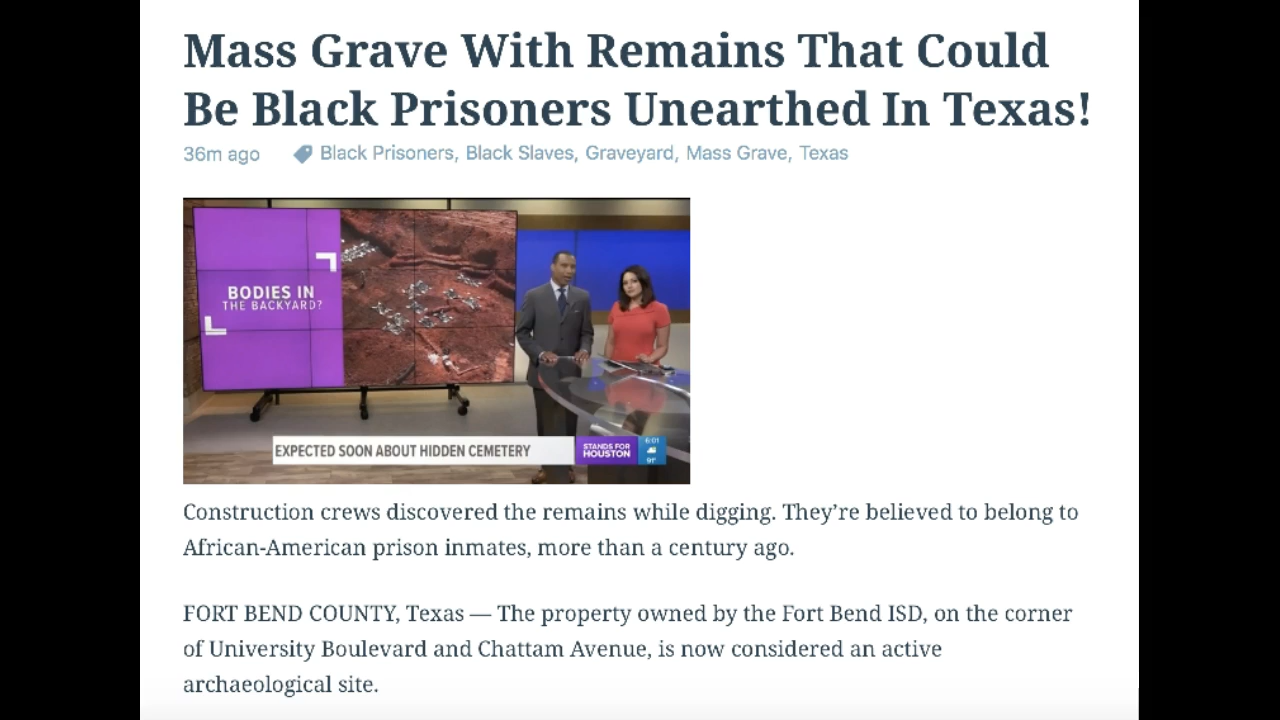 Mass Grave With Remains That Could
Be Black Prisoners Unearthed In Texas!
36m ago Black Prisoners, Black Slaves, Graveyard, Mass Grave, Texas
BODIES IN
THE BACKYARD?
EXPECTED SOON ABOUT HIDDEN CEMETERY
STANDS FOR
HOUSTON
6:01
91°
Construction crews discovered the remains while digging. They’re believed to belong to
African-American prison inmates, more than a century ago.
FORT BEND COUNTY, Texas — The property owned by the Fort Bend ISD, on the corner
of University Boulevard and Chattam Avenue, is now considered an active
archaeological site.